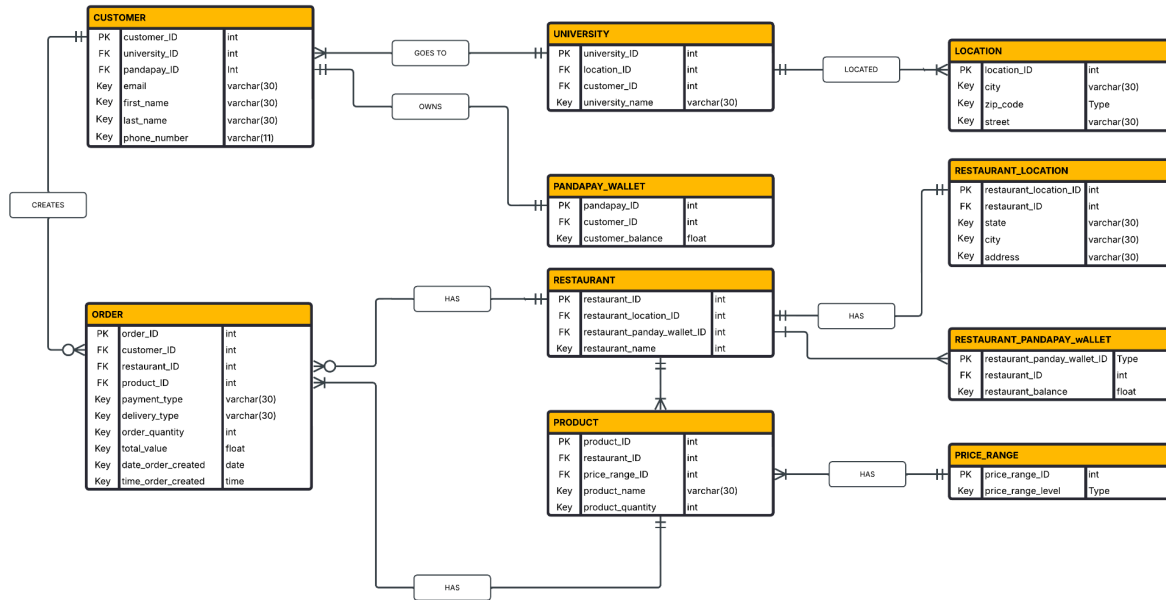 CUSTOMER
PK customer_ID int
FK university_ID int
FK pandapay_ID Int
Key email varchar(30)
Key first_name varchar(30)
Key last_name varchar(30)
Key phone_number varchar(11)
GOES TO
OWNS
CREATES
UNIVERSITY
PK university_ID int
FK location_ID int
FK customer_ID int
Key university_name varchar(30)
LOCATED
LOCATION
PK location_ID int
Key city varchar(30)
Key zip_code Type
Key street varchar(30)
PANDAPAY_WALLET
PK pandapay_ID int
FK customer_ID int
Key customer_balance float
RESTAURANT_LOCATION
PK restaurant_location_ID int
FK restaurant_ID int
Key state varchar(30)
Key city varchar(30)
Key address varchar(30)
ORDER
PK order_ID int
FK customer_ID int
FK restaurant_ID int
FK product_ID int
Key payment_type varchar(30)
Key delivery_type varchar(30)
Key order_quantity int
Key total_value float
Key date_order_created date
Key time_order_created time
HAS
RESTAURANT
PK restaurant_ID int
FK restaurant_location_ID int
FK restaurant_panday_wallet_ID int
Key restaurant_name int
HAS
RESTAURANT_PANDAPAY_wALLET
PK restaurant_panday_wallet_ID Type
FK restaurant_ID int
Key restaurant_balance float
PRODUCT
PK product_ID int
FK restaurant_ID int
FK price_range_ID int
Key product_name varchar(30)
Key product_quantity int
HAS
PRICE_RANGE
PK price_range_ID int
Key price_range_level Type
HAS